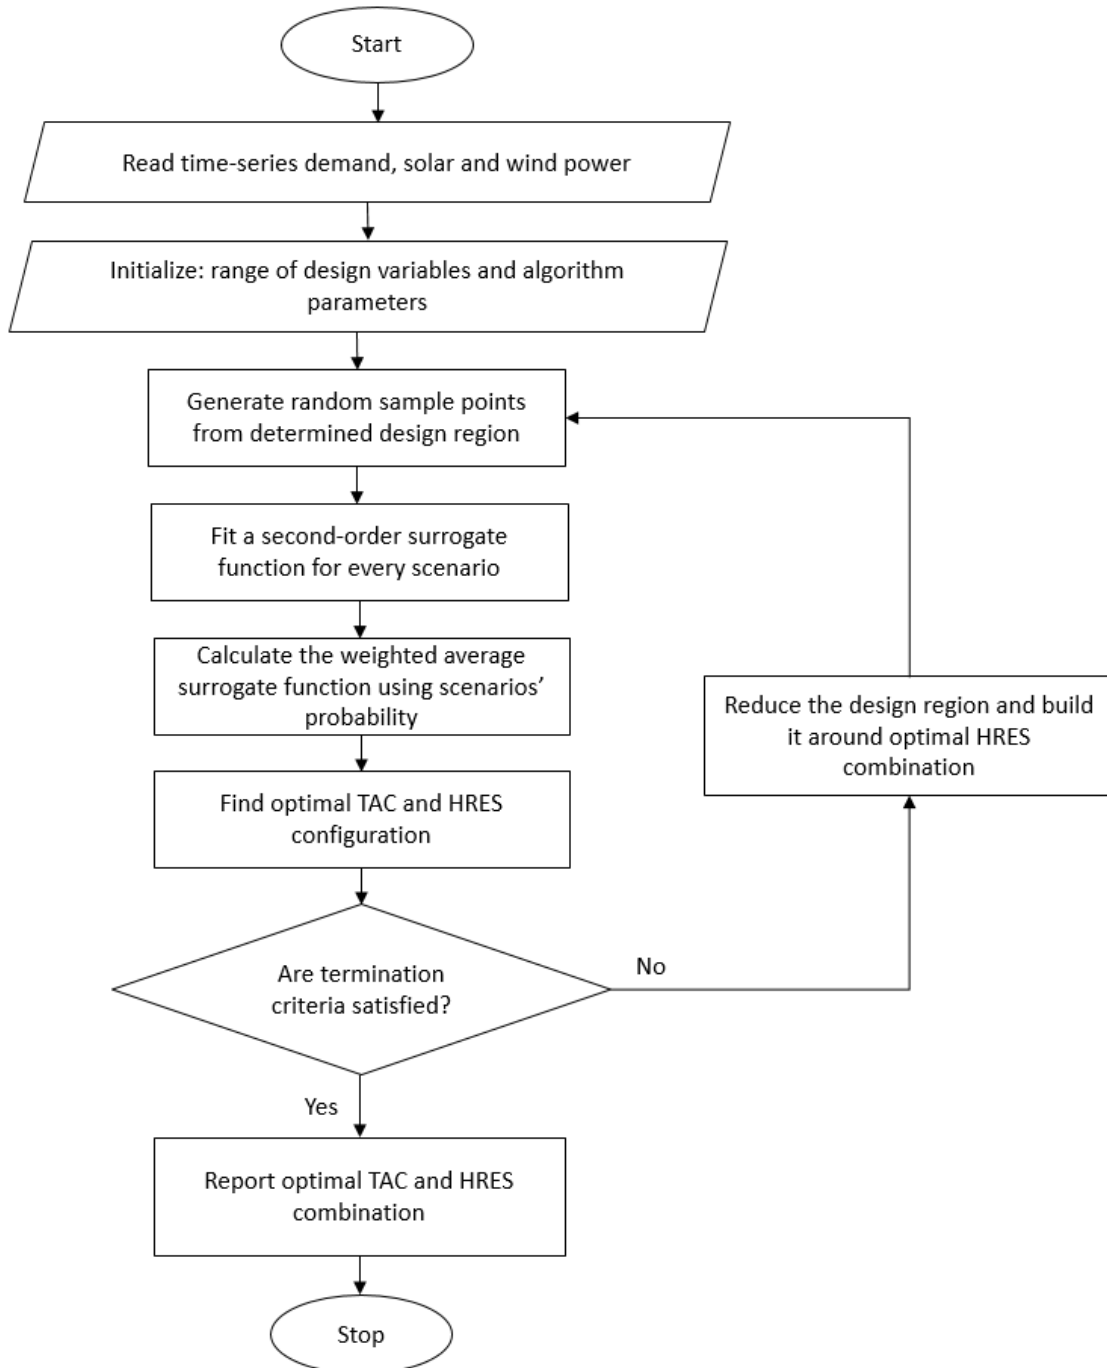 Start
Read time-series demand, solar and wind power
Initialize: range of design variables and algorithm
parameters
Generate random sample points
from determined design region
Fit a second-order surrogate
function for every scenario
Calculate the weighted average
surrogate function using scenarios'
probability
Reduce the design region and build
it around optimal HRES
combination
Find optimal TAC and HRES
configuration
Are termination
criteria satisfied?
No
Yes
Report optimal TAC and HRES
combination
Stop